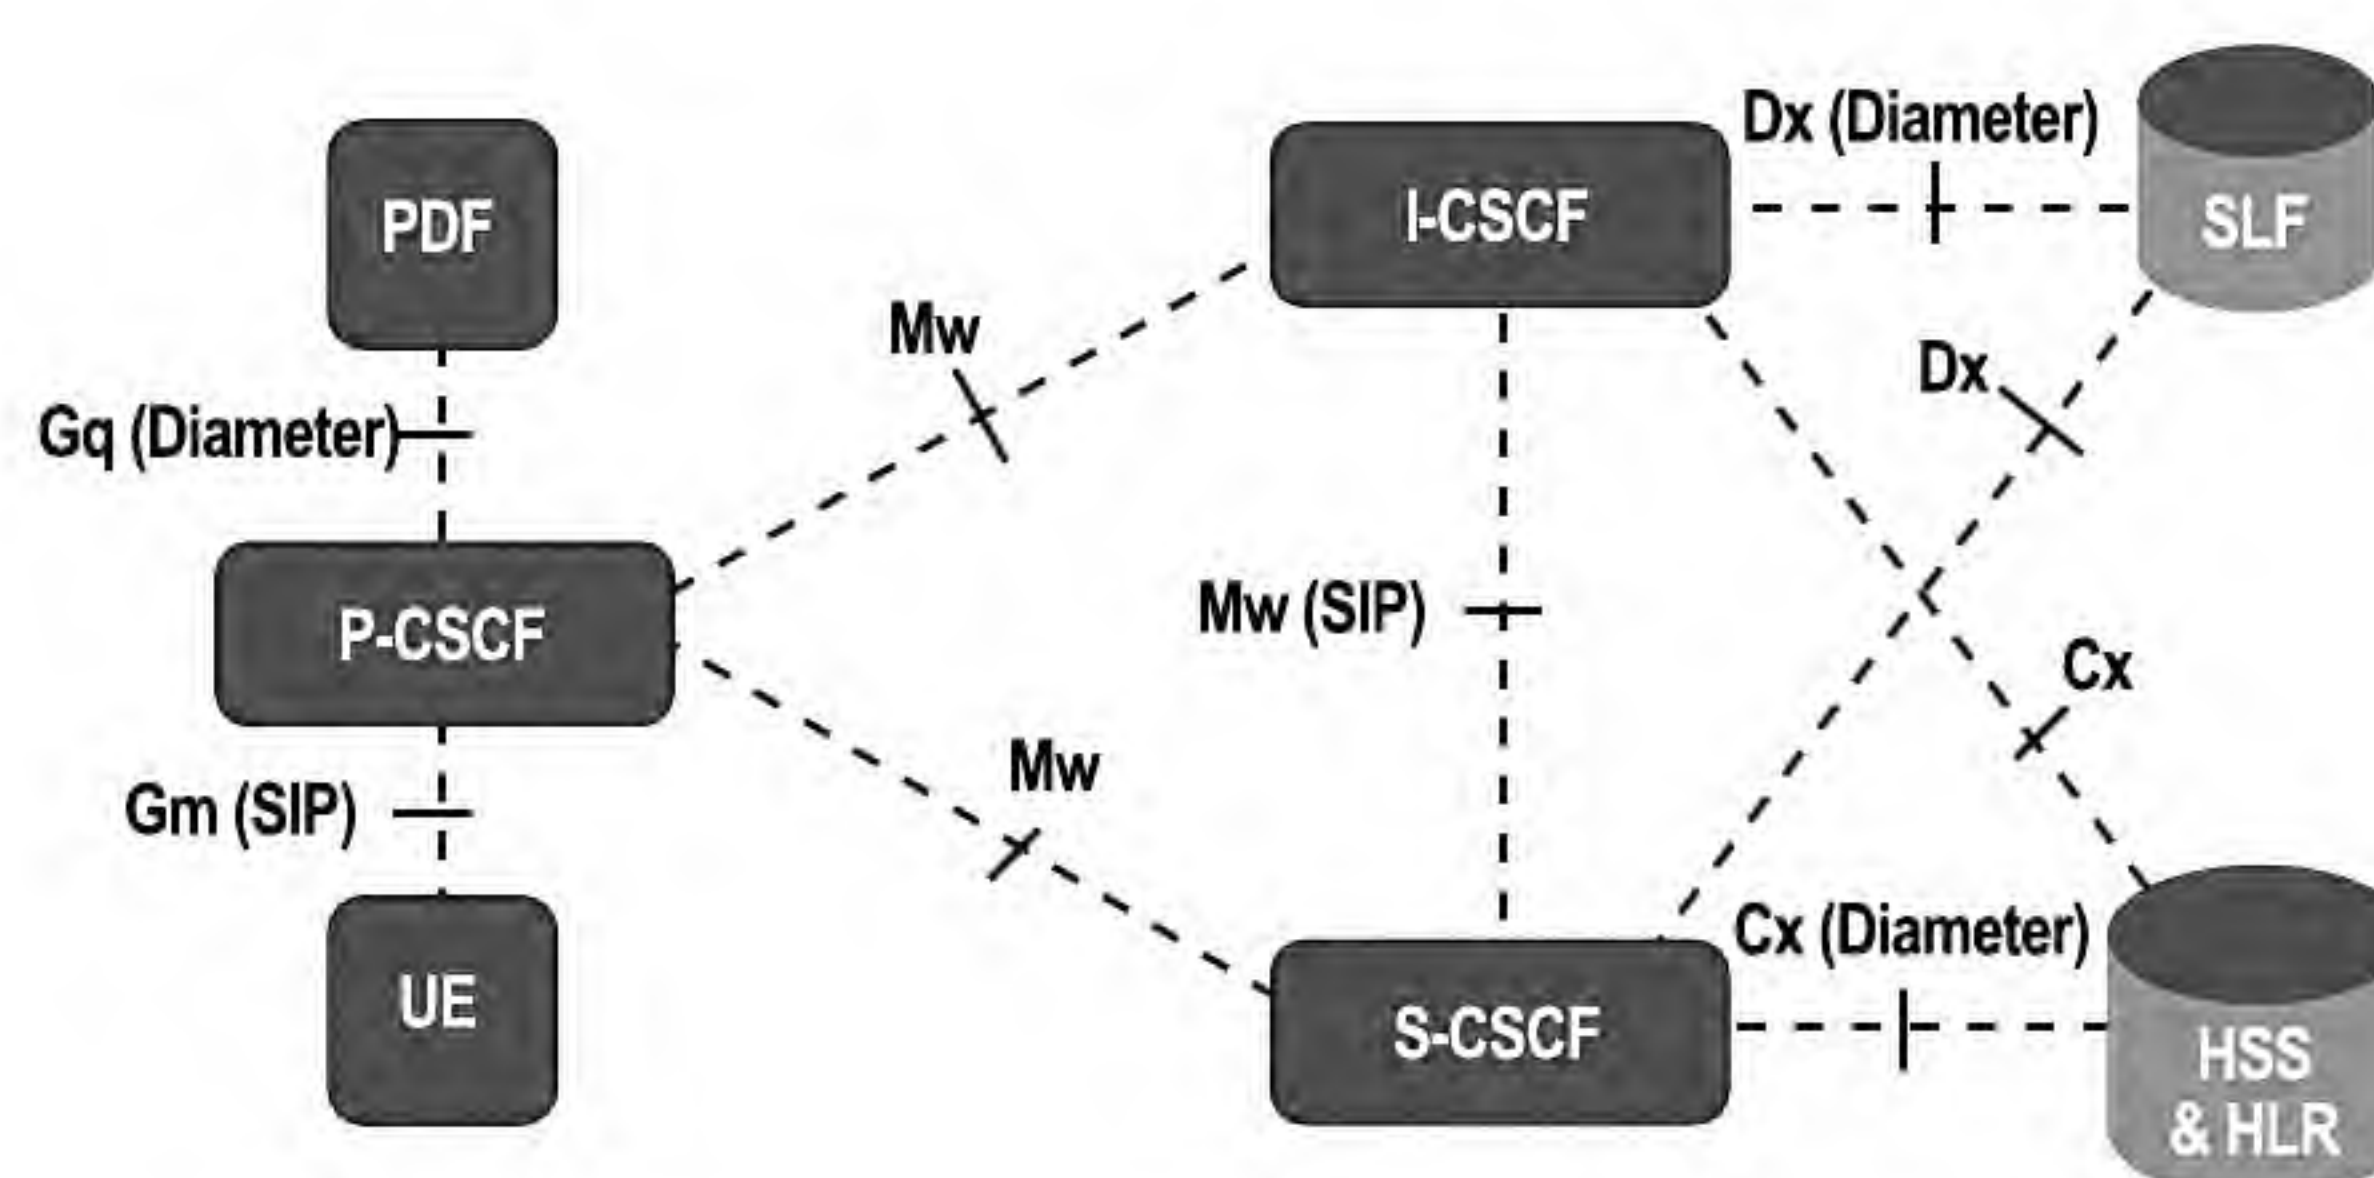 Dx (Diameter)
PDF
I-CSCF
SLF
Mw
Dx
Gq (Diameter)
P-CSCF
Mw (SIP)
Cx
Mw
Gm (SIP)
Cx (Diameter)
UE
S-CSCF
HSS
& HLR